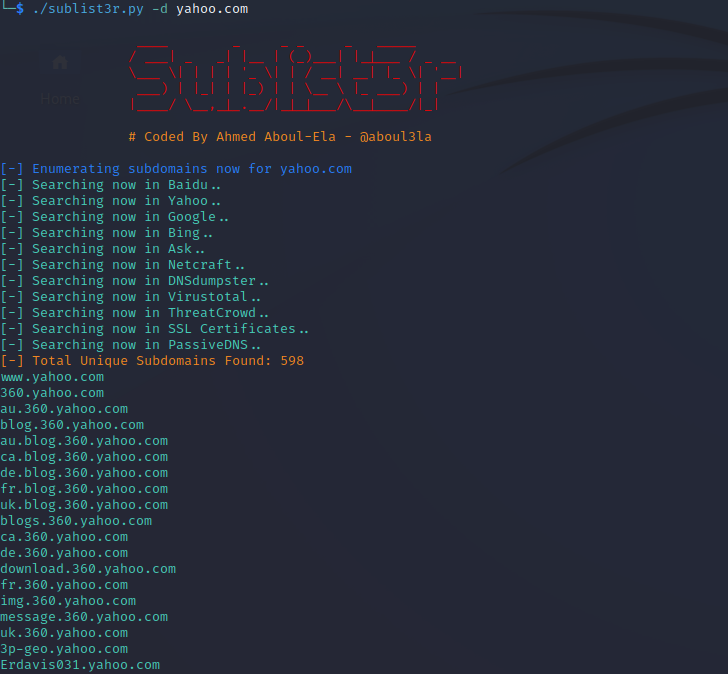 └─$ ./sublist3r.py -d yahoo.com
Home
Sublist3r
# Coded By Ahmed Aboul-Ela - @aboul3la
[-] Enumerating subdomains now for yahoo.com
[-] Searching now in Baidu..
[-] Searching now in Yahoo..
[-] Searching now in Google..
[-] Searching now in Bing..
[-] Searching now in Ask..
[-] Searching now in Netcraft..
[-] Searching now in DNSdumpster..
[-] Searching now in Virustotal..
[-] Searching now in ThreatCrowd..
[-] Searching now in SSL Certificates..
[-] Searching now in PassiveDNS..
[-] Total Unique Subdomains Found: 598
www.yahoo.com
360.yahoo.com
au.360.yahoo.com
blog.360.yahoo.com
au.blog.360.yahoo.com
ca.blog.360.yahoo.com
de.blog.360.yahoo.com
fr.blog.360.yahoo.com
uk.blog.360.yahoo.com
blogs.360.yahoo.com
ca.360.yahoo.com
de.360.yahoo.com
download.360.yahoo.com
fr.360.yahoo.com
img.360.yahoo.com
message.360.yahoo.com
uk.360.yahoo.com
3p-geo.yahoo.com
Erdavis031.yahoo.com